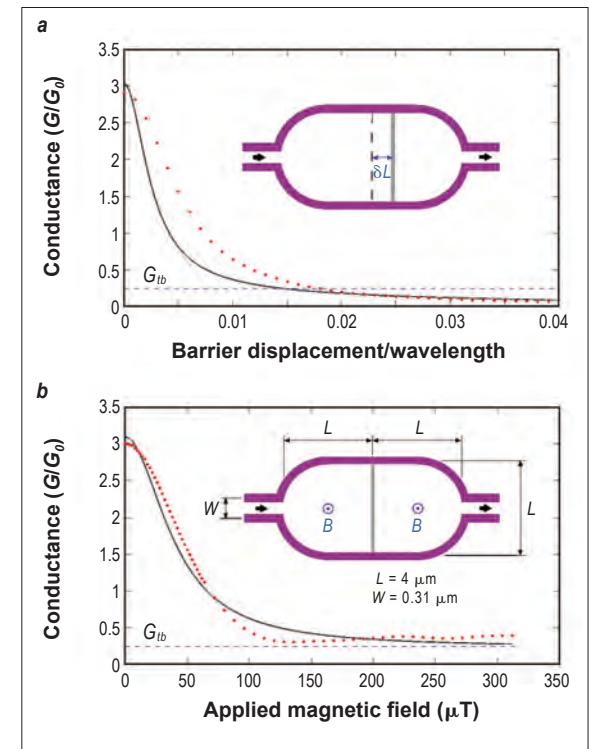 a
3.5
3
2.5
2
1.5
1
0.5
0
Conductance (G/G0)
δL
Gtb
0 0.01 0.02 0.03 0.04
Barrier displacement/wavelength
b
3.5
3
2.5
2
1.5
1
0.5
0
Conductance (G/G0)
L L
W
B B
L
L = 4 μm
W = 0.31 μm
Gtb
0 50 100 150 200 250 300 350
Applied magnetic field (μT)